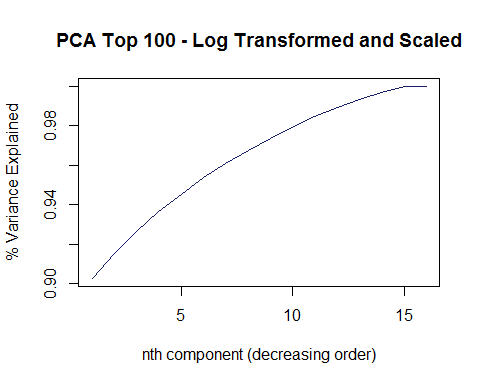 PCA Top 100 - Log Transformed and Scaled
% Variance Explained
0.98
0.94
0.90
5 10 15
nth component (decreasing order)